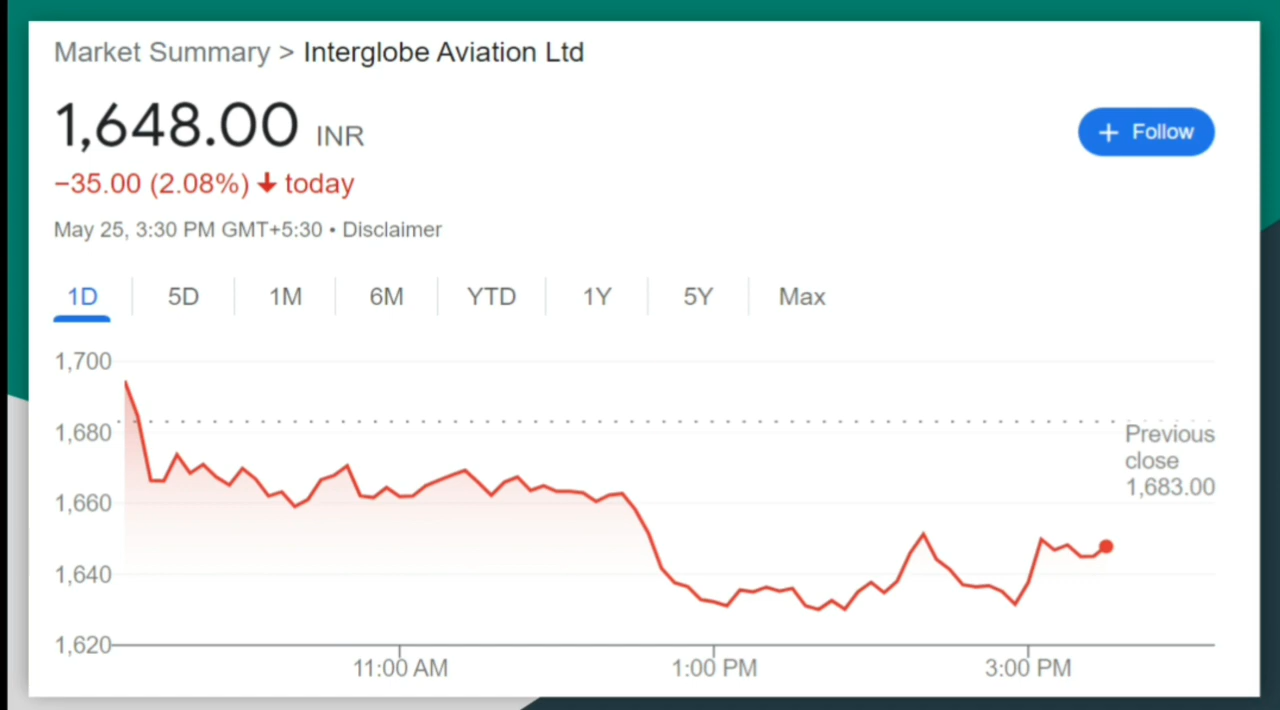 Market Summary > Interglobe Aviation Ltd
1,648.00 INR
+ Follow
−35.00 (2.08%) ↓ today
May 25, 3:30 PM GMT+5:30 • Disclaimer
1D 5D 1M 6M YTD 1Y 5Y Max
1,700
1,680
Previous
close
1,683.00
1,660
1,640
1,620
11:00 AM 1:00 PM 3:00 PM